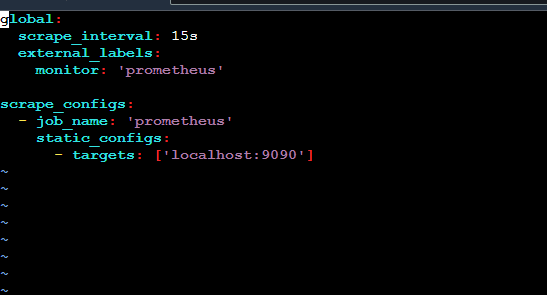 global:
  scrape_interval: 15s
  external_labels:
    monitor: 'prometheus'

scrape_configs:
  - job_name: 'prometheus'
    static_configs:
      - targets: ['localhost:9090']
~
~
~
~
~
~
~
~